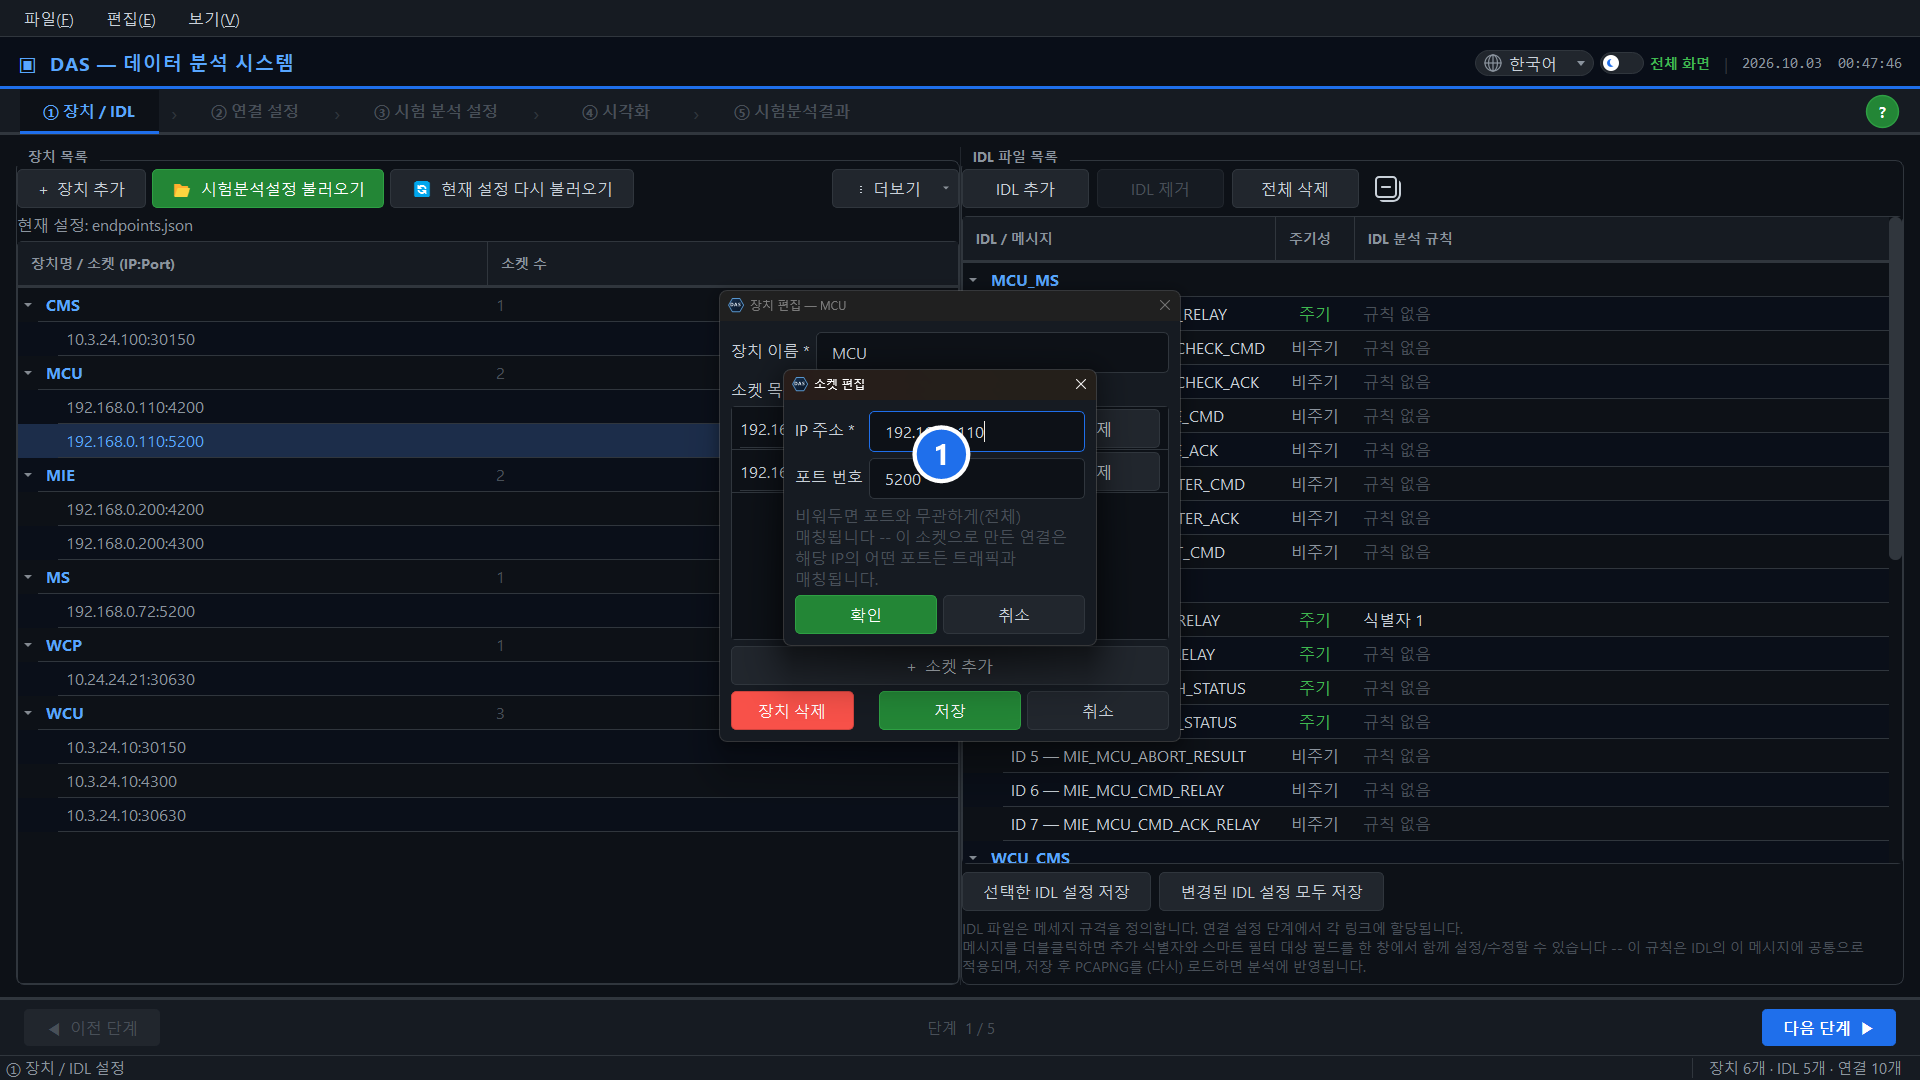 파일(F) 편집(E) 보기(V)
DAS — 데이터 분석 시스템
한국어 전체 화면 | 2026.10.03 00:47:46
① 장치 / IDL › ② 연결 설정 › ③ 시험 분석 설정 › ④ 시각화 › ⑤ 시험분석결과 ?
장치 목록
+ 장치 추가 시험분석설정 불러오기 현재 설정 다시 불러오기 ⋮ 더보기
현재 설정: endpoints.json
장치명 / 소켓 (IP:Port) 소켓 수
CMS 1
10.3.24.100:30150
MCU 2
192.168.0.110:4200
192.168.0.110:5200
MIE 2
192.168.0.200:4200
192.168.0.200:4300
MS 1
192.168.0.72:5200
WCP 1
10.24.24.21:30630
WCU 3
10.3.24.10:30150
10.3.24.10:4300
10.3.24.10:30630
장치 편집 — MCU
장치 이름 * MCU
소켓 목
192.16 제
192.16 제
소켓 편집
IP 주소 * 192.1 110
1
포트 번호 5200
비워두면 포트와 무관하게(전체)
매칭됩니다 -- 이 소켓으로 만든 연결은
해당 IP의 어떤 포트든 트래픽과
매칭됩니다.
확인 취소
+ 소켓 추가
장치 삭제 저장 취소
IDL 파일 목록
IDL 추가 IDL 제거 전체 삭제
IDL / 메시지 주기성 IDL 분석 규칙
MCU_MS
_RELAY 주기 규칙 없음
CHECK_CMD 비주기 규칙 없음
CHECK_ACK 비주기 규칙 없음
_CMD 비주기 규칙 없음
_ACK 비주기 규칙 없음
TER_CMD 비주기 규칙 없음
TER_ACK 비주기 규칙 없음
T_CMD 비주기 규칙 없음
RELAY 주기 식별자 1
ELAY 주기 규칙 없음
H_STATUS 주기 규칙 없음
_STATUS 주기 규칙 없음
ID 5 — MIE_MCU_ABORT_RESULT 비주기 규칙 없음
ID 6 — MIE_MCU_CMD_RELAY 비주기 규칙 없음
ID 7 — MIE_MCU_CMD_ACK_RELAY 비주기 규칙 없음
WCU_CMS
선택한 IDL 설정 저장 변경된 IDL 설정 모두 저장
IDL 파일은 메세지 규격을 정의합니다. 연결 설정 단계에서 각 링크에 할당됩니다.
메시지를 더블클릭하면 추가 식별자와 스마트 필터 대상 필드를 한 창에서 함께 설정/수정할 수 있습니다 -- 이 규칙은 IDL의 이 메시지에 공통으로
적용되며, 저장 후 PCAPNG를 (다시) 로드하면 분석에 반영됩니다.
◀ 이전 단계 단계 1 / 5 다음 단계 ▶
① 장치 / IDL 설정 장치 6개 · IDL 5개 · 연결 10개